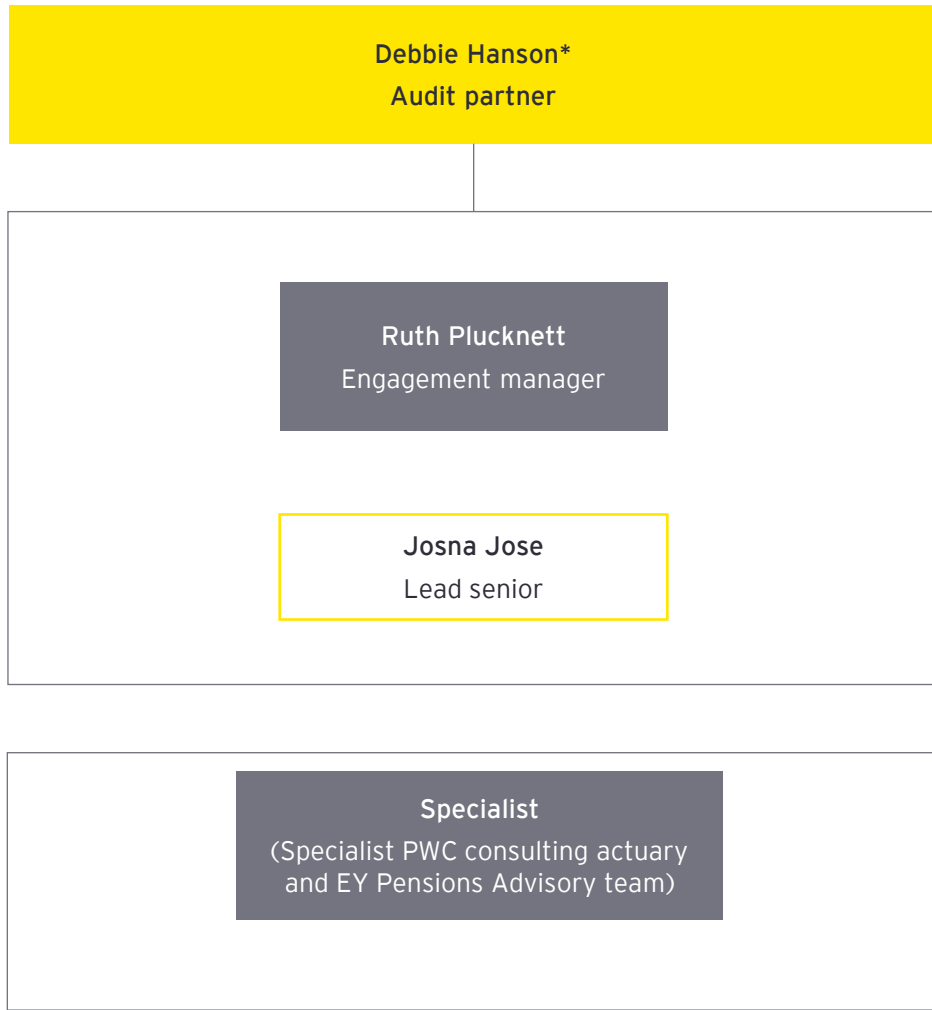 Debbie Hanson*
Audit partner
Ruth Plucknett
Engagement manager
Josna Jose
Lead senior
Specialist
(Specialist PWC consulting actuary
and EY Pensions Advisory team)